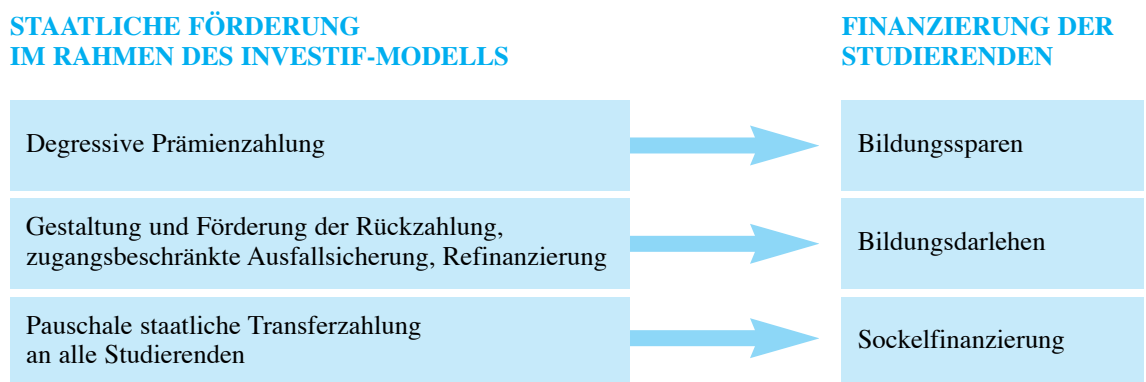 STAATLICHE FÖRDERUNG
IM RAHMEN DES INVESTIF-MODELLS
FINANZIERUNG DER
STUDIERENDEN
Degressive Prämienzahlung
Bildungssparen
Gestaltung und Förderung der Rückzahlung,
zugangsbeschränkte Ausfallsicherung, Refinanzierung
Bildungsdarlehen
Pauschale staatliche Transferzahlung
an alle Studierenden
Sockelfinanzierung